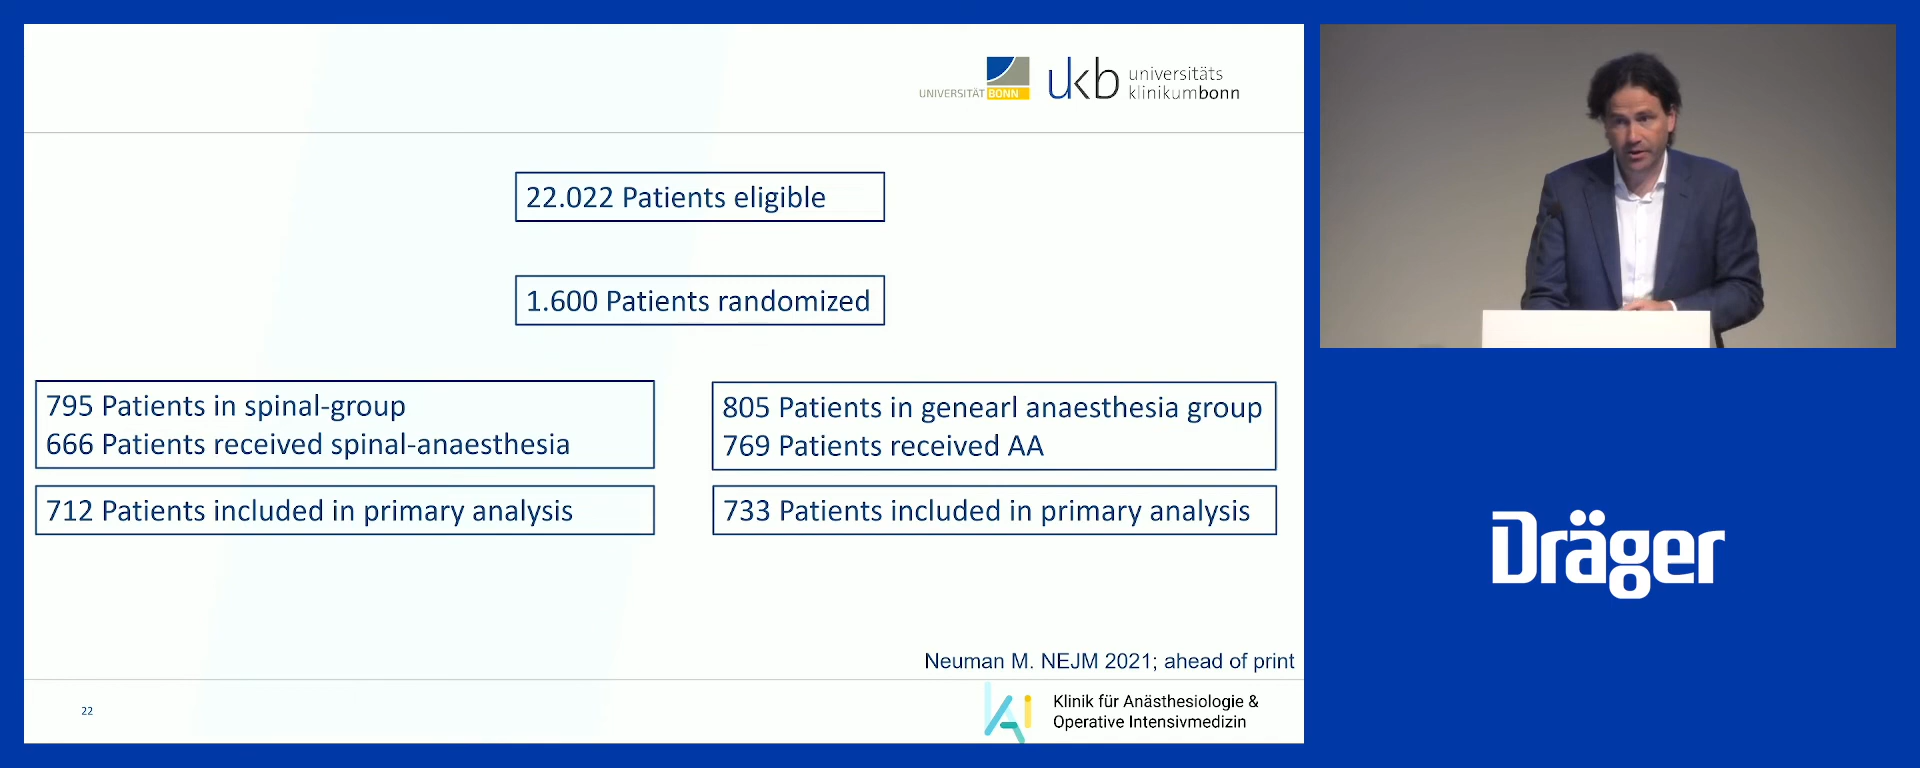 UNIVERSITÄT BONN
ukb universitäts
klinikumbonn
22.022 Patients eligible
1.600 Patients randomized
795 Patients in spinal-group
666 Patients received spinal-anaesthesia
805 Patients in genearl anaesthesia group
769 Patients received AA
712 Patients included in primary analysis
733 Patients included in primary analysis
Neuman M. NEJM 2021; ahead of print
22
KAi
Klinik für Anästhesiologie &
Operative Intensivmedizin
Dräger